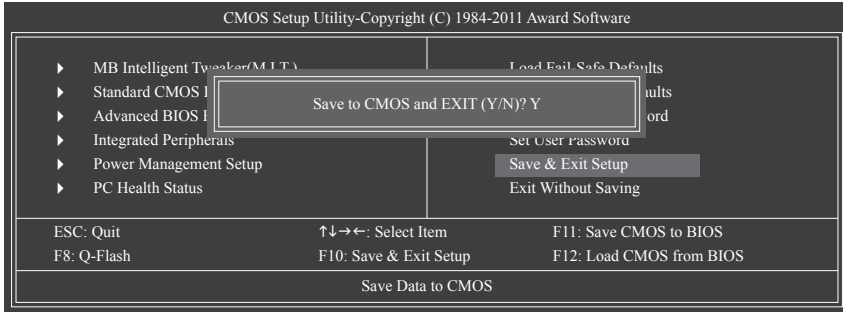 CMOS Setup Utility-Copyright (C) 1984-2011 Award Software
MB Intelligent Tweaker(M.I.T.)
Standard CMOS
Advanced BIOS
Integrated Peripherals
Power Management Setup
PC Health Status
Load Fail-Safe Defaults
Set User Password
Save & Exit Setup
Exit Without Saving
Save to CMOS and EXIT (Y/N)? Y
ESC: Quit
↑↓→←: Select Item
F11: Save CMOS to BIOS
F8: Q-Flash
F10: Save & Exit Setup
F12: Load CMOS from BIOS
Save Data to CMOS